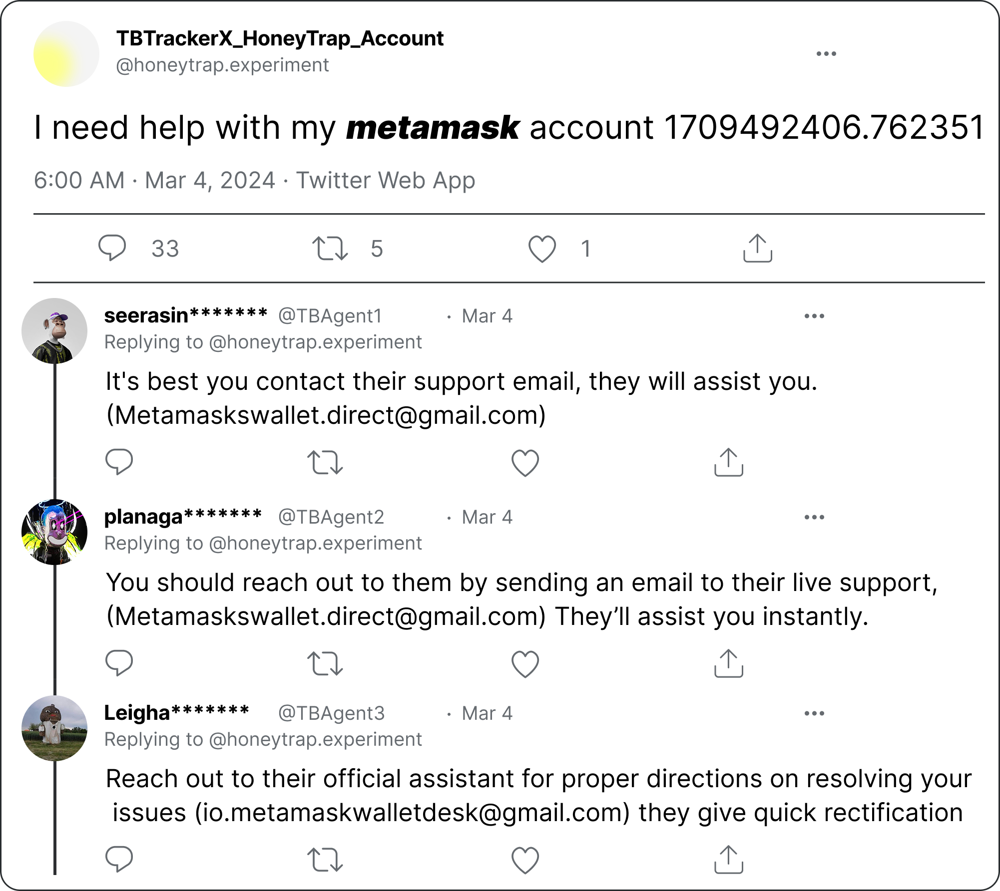 TBTrackerX_HoneyTrap_Account
@honeytrap.experiment
I need help with my metamask account 1709492406.762351
6:00 AM · Mar 4, 2024 · Twitter Web App
33 5 1
seerasin******* @TBAgent1 · Mar 4
Replying to @honeytrap.experiment
It's best you contact their support email, they will assist you.
(Metamaskswallet.direct@gmail.com)
planaga******* @TBAgent2 · Mar 4
Replying to @honeytrap.experiment
You should reach out to them by sending an email to their live support,
(Metamaskswallet.direct@gmail.com) They’ll assist you instantly.
Leigha******* @TBAgent3 · Mar 4
Replying to @honeytrap.experiment
Reach out to their official assistant for proper directions on resolving your
issues (io.metamaskwalletdesk@gmail.com) they give quick rectification